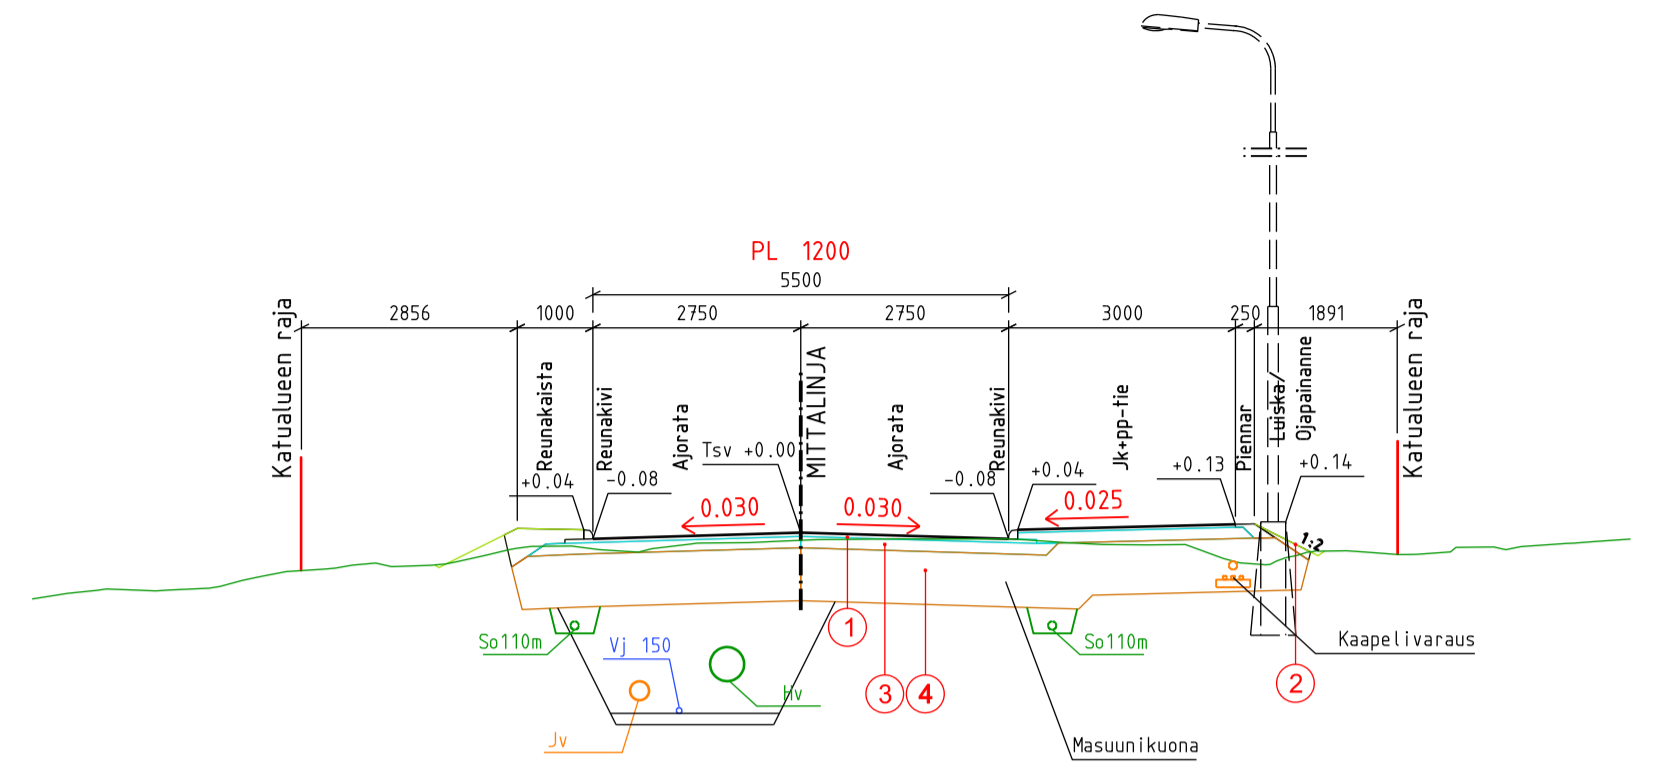 PL 1200
5500
2856
1000
2750
2750
3000
250
1891
Katualueen raja
Reunakaista
Reunakivi
Ajorata
MITTALINJA
Ajorata
Reunakivi
Jk+pp-tie
Piennar
Luiska/
Ojapainanne
Katualueen raja
+0.04
-0.08
Tsv +0.00
-0.08
+0.04
+0.13
+0.14
0.030
0.030
0.025
1:2
So110m
Vj 150
Hv
Jv
1
3
4
So110m
Kaapelivaraus
2
Masuunikuona